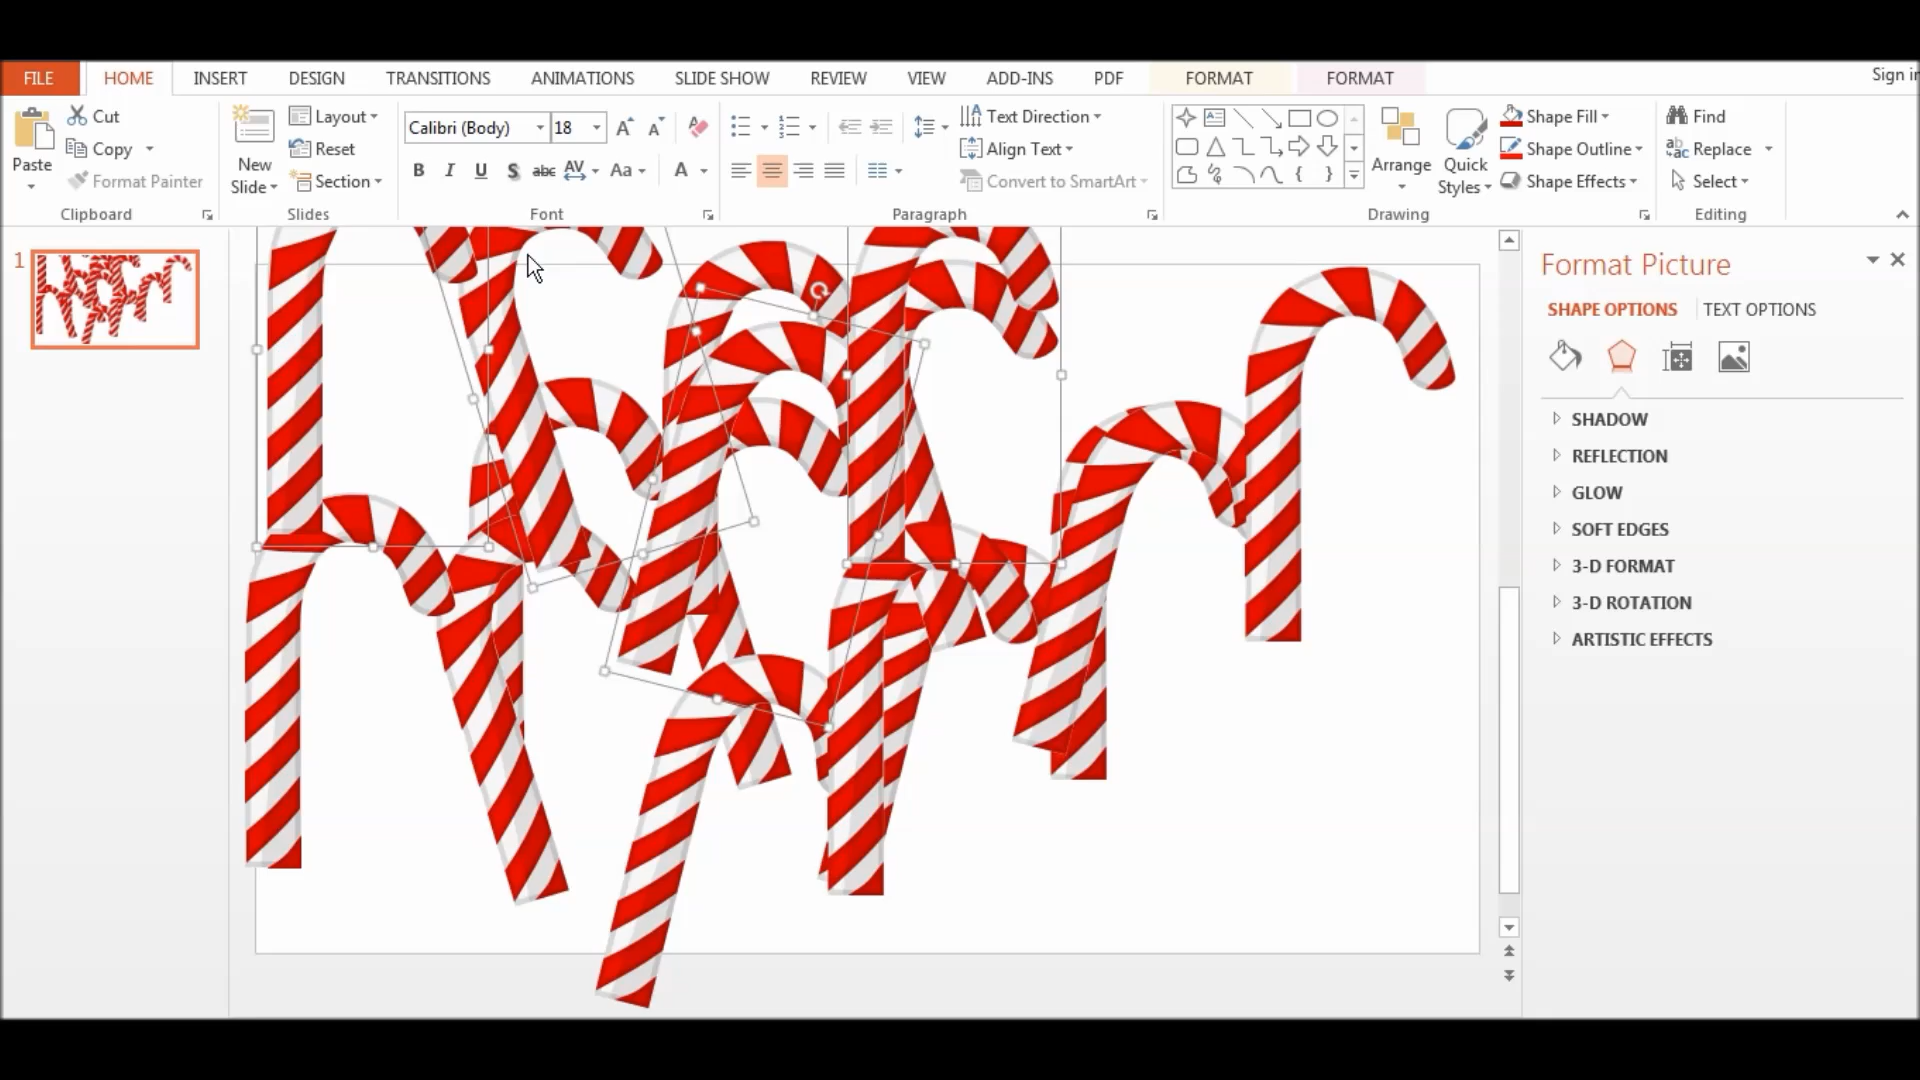 FILE HOME INSERT DESIGN TRANSITIONS ANIMATIONS SLIDE SHOW REVIEW VIEW ADD-INS PDF FORMAT FORMAT Sign in
Paste
Cut
Copy
Format Painter
Clipboard
New
Slide
Layout
Reset
Section
Slides
Calibri (Body) 18
B I U S abc AV Aa A
Font
Text Direction
Align Text
Convert to SmartArt
Paragraph
Arrange
Quick
Styles
Shape Fill
Shape Outline
Shape Effects
Drawing
Find
Replace
Select
Editing
1
Format Picture
SHAPE OPTIONS TEXT OPTIONS
SHADOW
REFLECTION
GLOW
SOFT EDGES
3-D FORMAT
3-D ROTATION
ARTISTIC EFFECTS